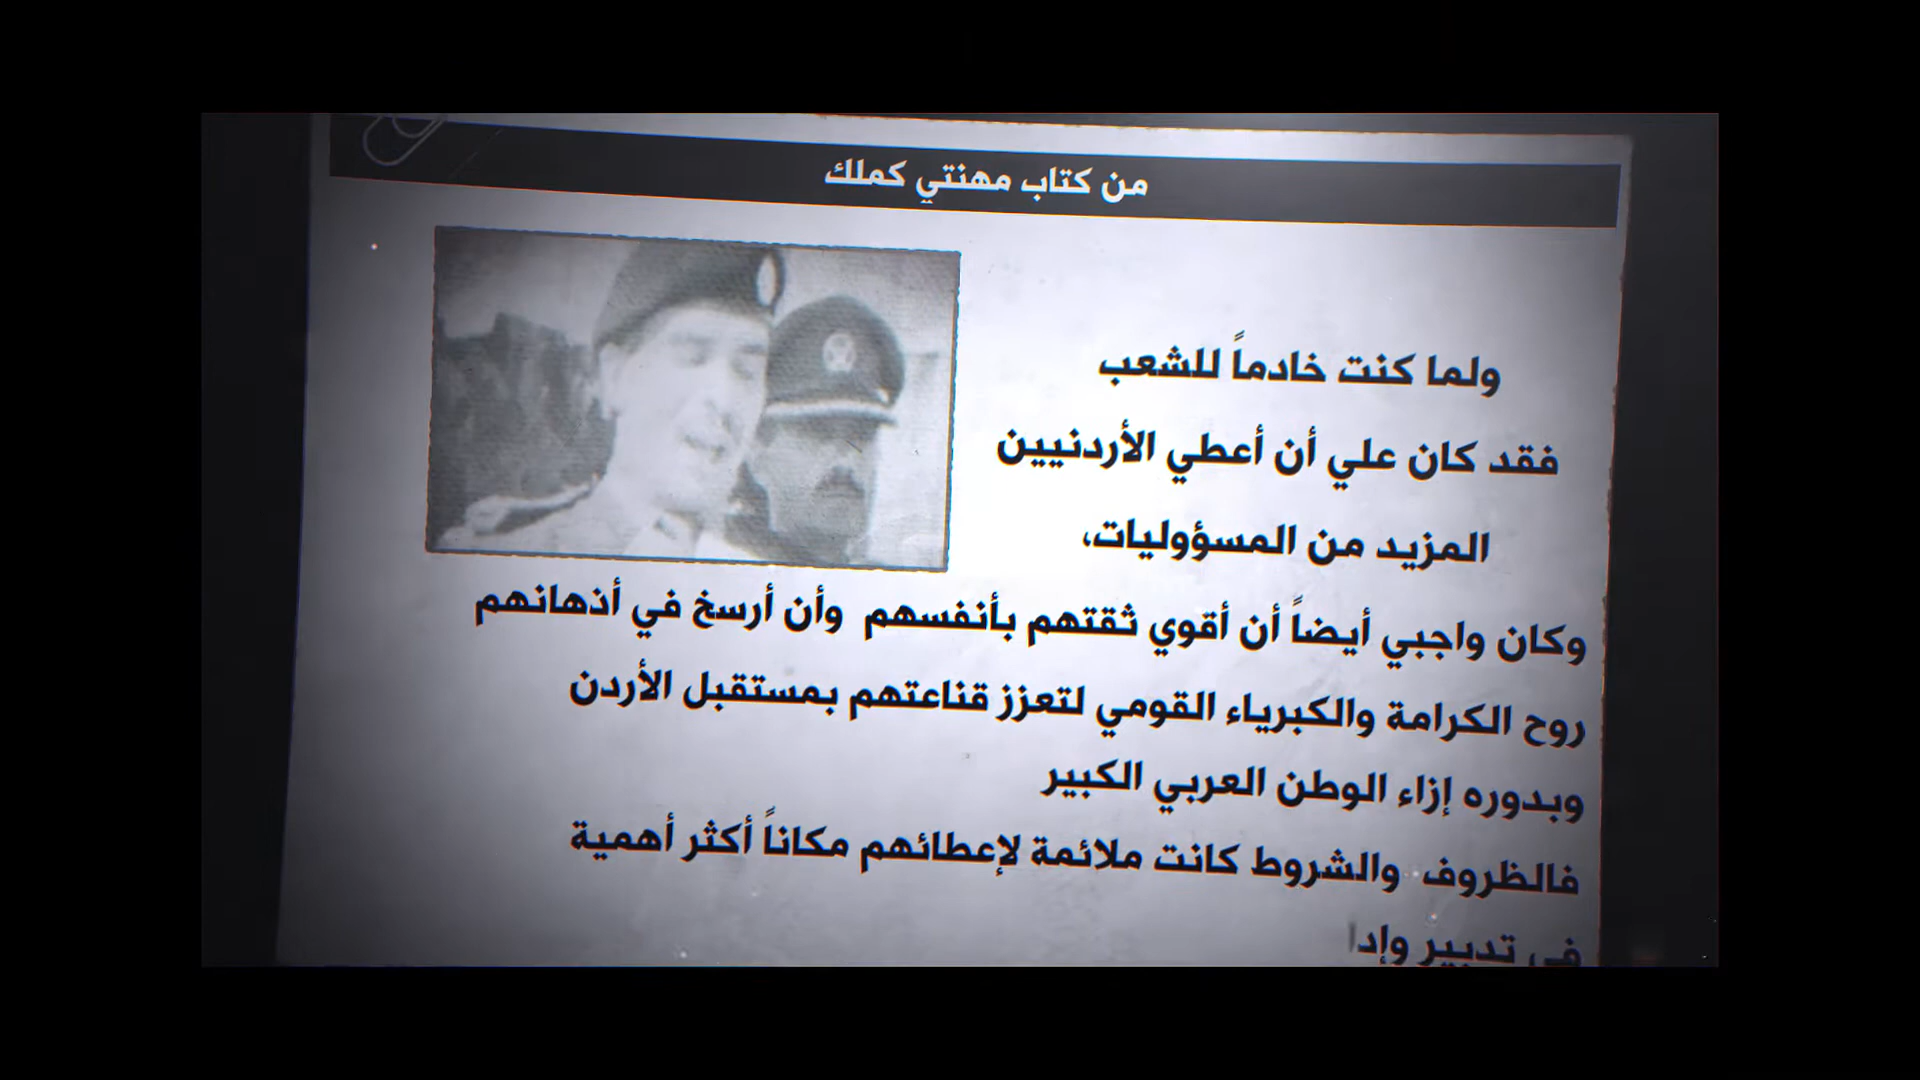 من كتاب مهنتي كملك
ولما كنت خادماً للشعب
فقد كان علي أن أعطي الأردنيين
المزيد من المسؤوليات،
وكان واجبي أيضاً أن أقوي ثقتهم بأنفسهم وأن أرسخ في أذهانهم
روح الكرامة والكبرياء القومي لتعزز قناعتهم بمستقبل الأردن
وبدوره إزاء الوطن العربي الكبير
فالظروف والشروط كانت ملائمة لإعطائهم مكاناً أكثر أهمية
في تدبير وإدا